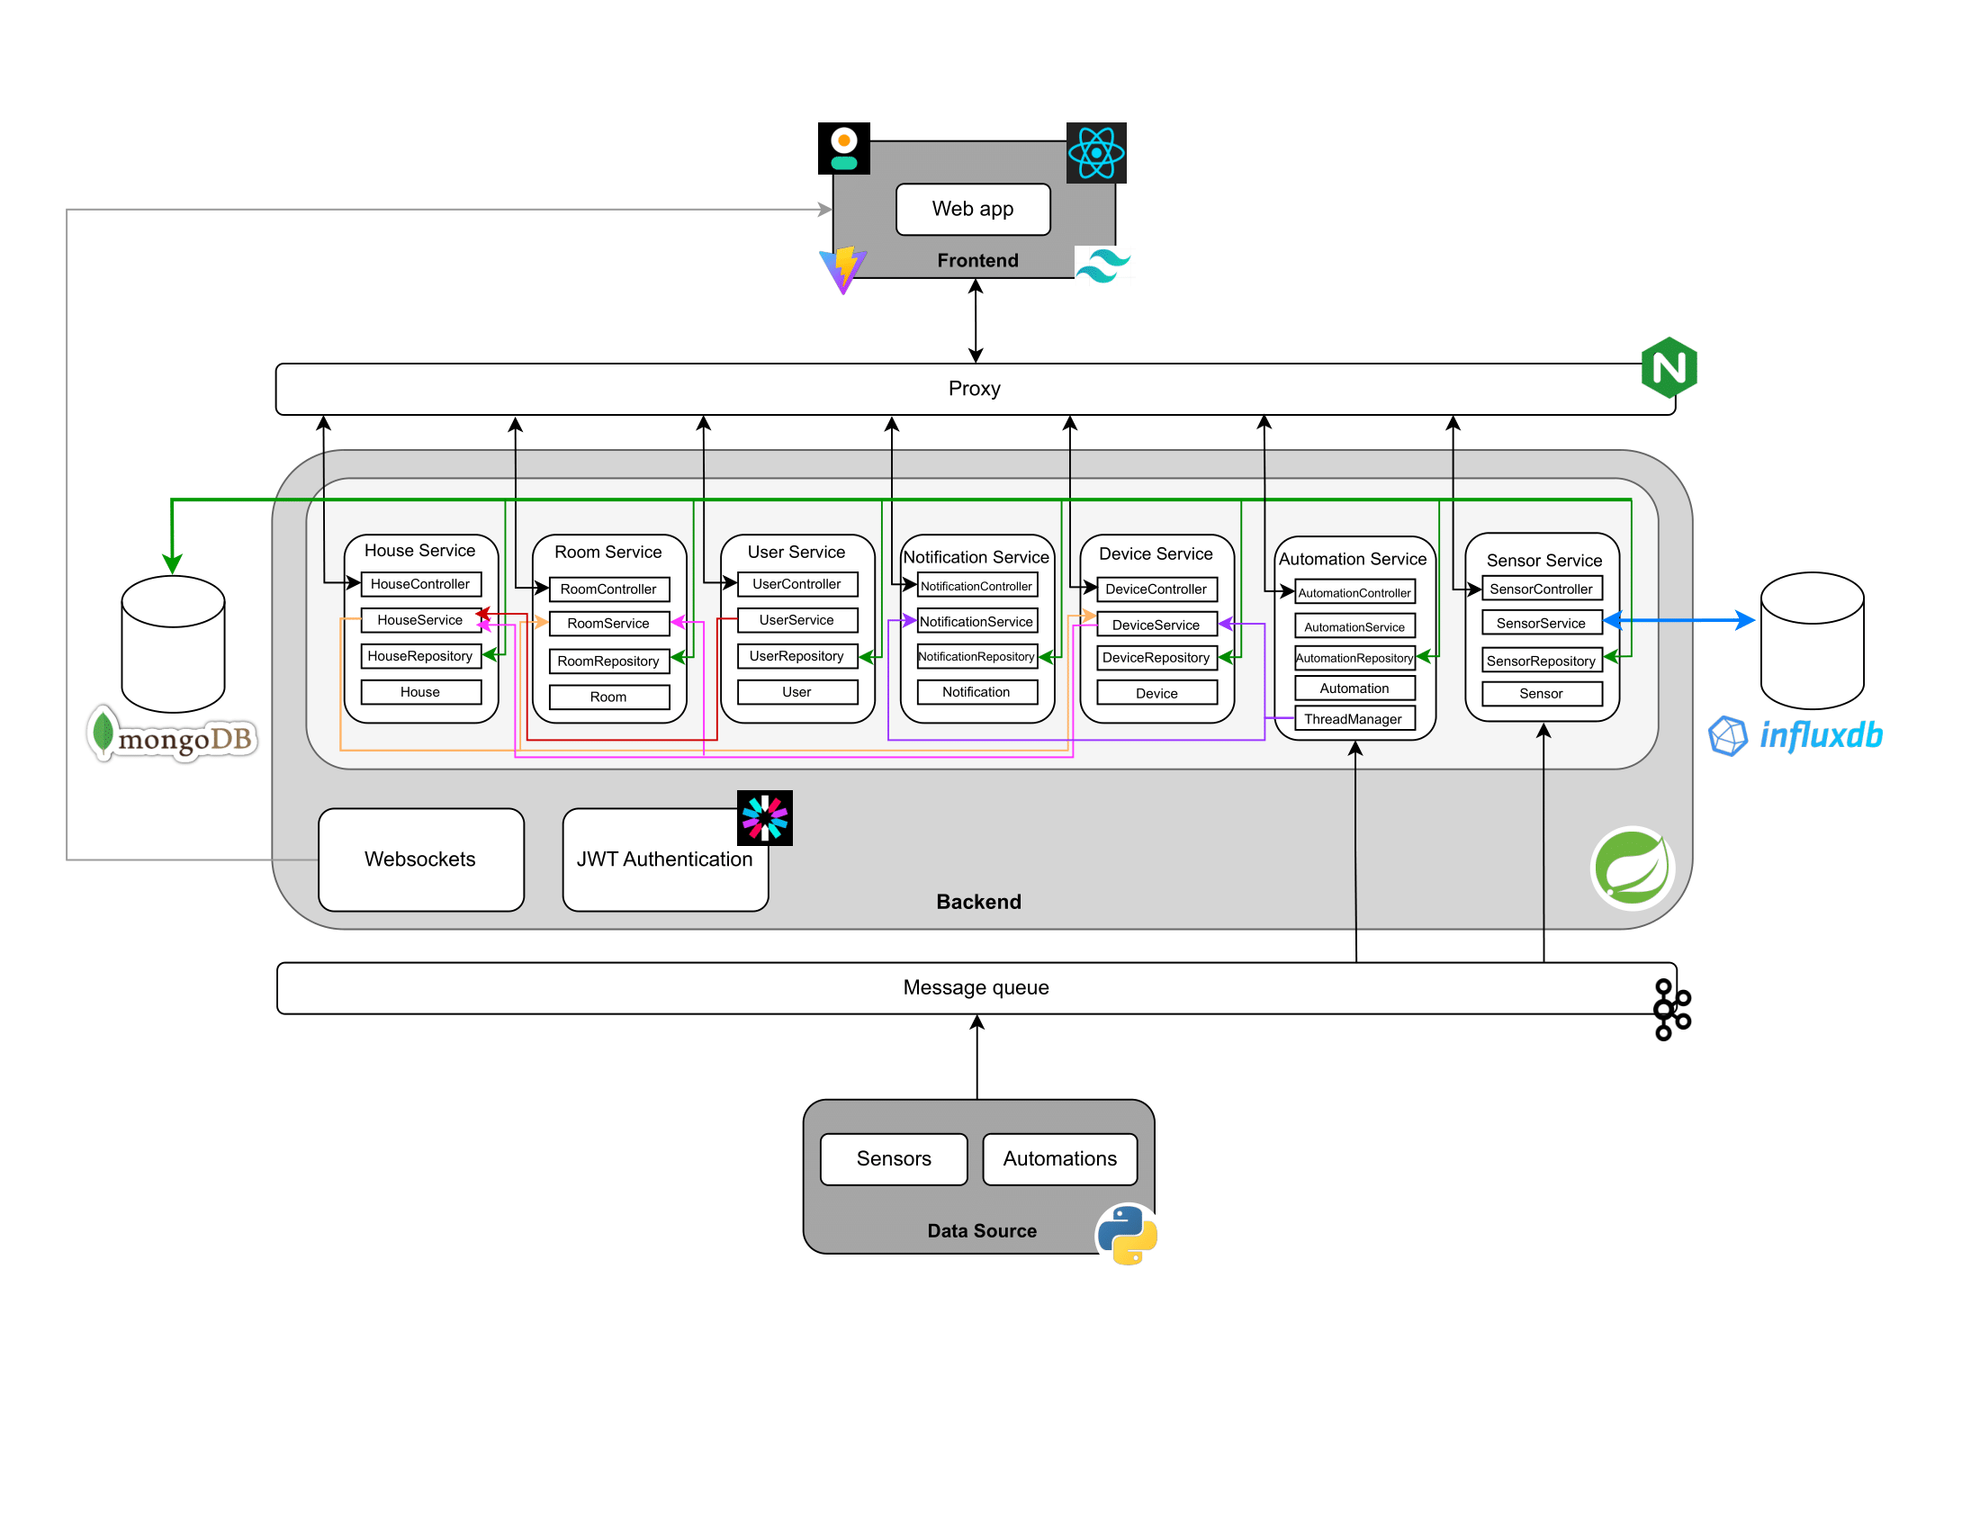 Web app
Frontend
Proxy
House Service
HouseController
HouseService
HouseRepository
House
Room Service
RoomController
RoomService
RoomRepository
Room
User Service
UserController
UserService
UserRepository
User
Notification Service
NotificationController
NotificationService
NotificationRepository
Notification
Device Service
DeviceController
DeviceService
DeviceRepository
Device
Automation Service
AutomationController
AutomationService
AutomationRepository
Automation
ThreadManager
Sensor Service
SensorController
SensorService
SensorRepository
Sensor
mongoDB
influxdb
Websockets
JWT Authentication
Backend
Message queue
Sensors
Automations
Data Source